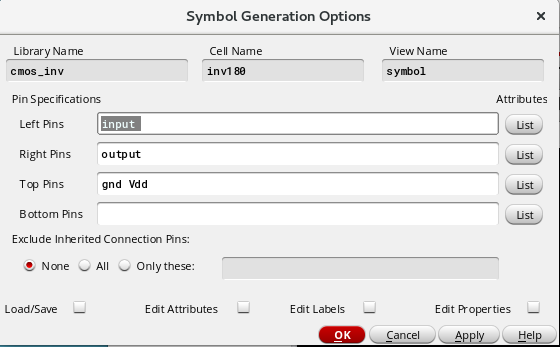 Symbol Generation Options ×
Library Name Cell Name View Name
cmos_inv inv180 symbol
Pin Specifications Attributes
Left Pins input List
Right Pins output List
Top Pins gnd Vdd List
Bottom Pins List
Exclude Inherited Connection Pins:
None All Only these:
Load/Save Edit Attributes Edit Labels Edit Properties
OK Cancel Apply Help